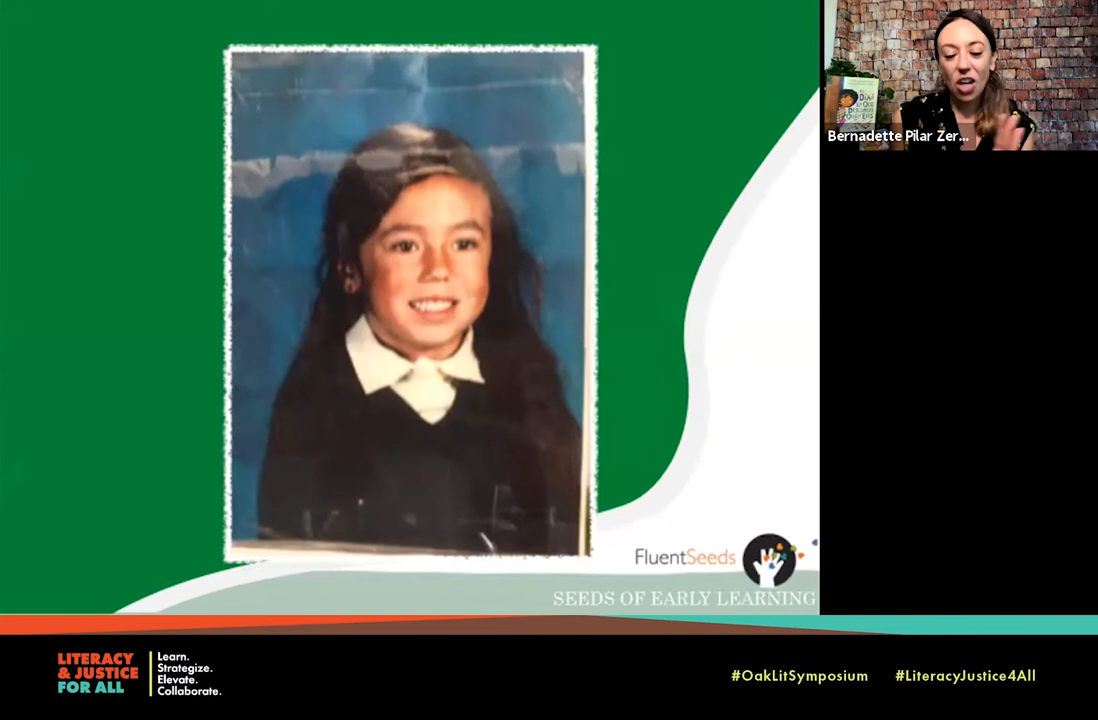 Bernadette Pilar Zer...
FluentSeeds
SEEDS OF EARLY LEARNING
LITERACY
& JUSTICE
FOR ALL
Learn.
Strategize.
Elevate.
Collaborate.
#OakLitSymposium #LiteracyJustice4All